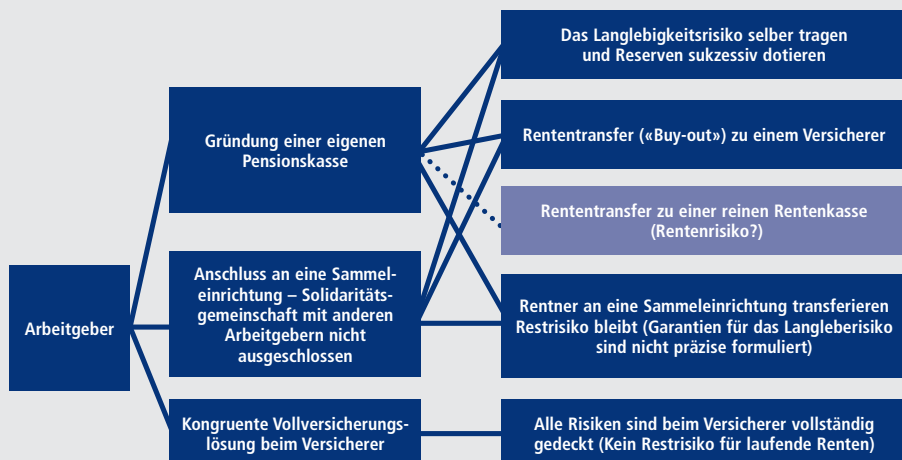 Das Langlebigkeitsrisiko selber tragen
und Reserven sukzessiv dotieren
Gründung einer eigenen
Pensionskasse
Rententransfer («Buy-out») zu einem Versicherer
Rententransfer zu einer reinen Rentenkasse
(Rentenrisiko?)
Arbeitgeber
Anschluss an eine Sammel-
einrichtung – Solidaritäts-
gemeinschaft mit anderen
Arbeitgebern nicht
ausgeschlossen
Rentner an eine Sammeleinrichtung transferieren
Restrisiko bleibt (Garantien für das Langleberisiko
sind nicht präzise formuliert)
Kongruente Vollversicherungs-
lösung beim Versicherer
Alle Risiken sind beim Versicherer vollständig
gedeckt (Kein Restrisiko für laufende Renten)